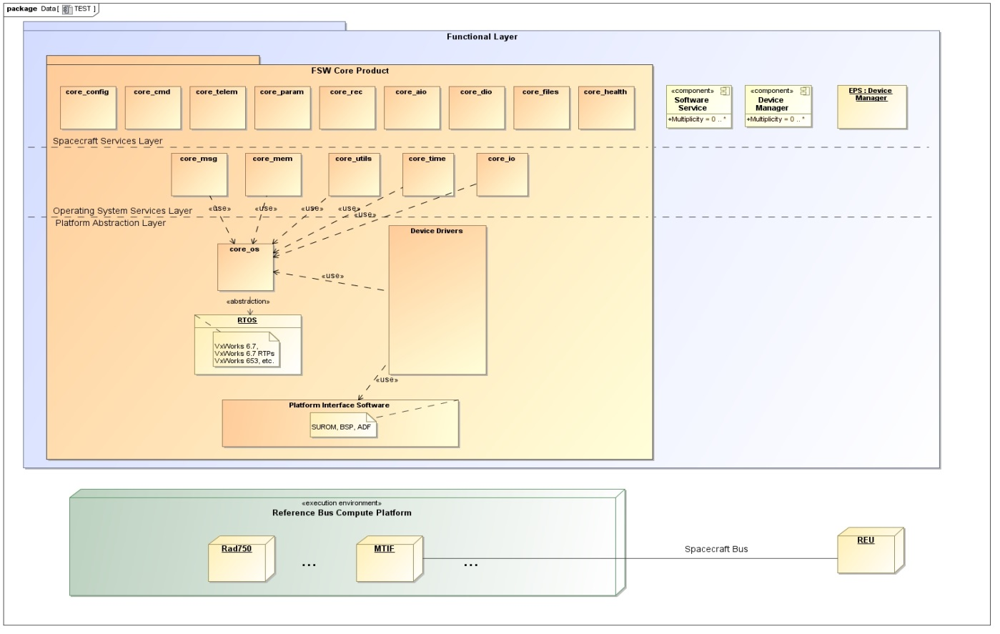 package Data [ TEST ]
Functional Layer
FSW Core Product
core_config
core_cmd
core_telem
core_param
core_rec
core_aio
core_dio
core_files
core_health
«component»
Software
Service
+Multiplicity = 0 .. *
«component»
Device
Manager
+Multiplicity = 0 .. *
EPS : Device
Manager
Spacecraft Services Layer
core_msg
core_mem
core_utils
core_time
core_io
«use»
«use»
«use»
«use»
«use»
Operating System Services Layer
Platform Abstraction Layer
Device Drivers
core_os
«use»
«abstraction»
RTOS
VxWorks 6.7,
VxWorks 6.7 RTPs
VxWorks 653, etc.
«use»
Platform Interface Software
SUROM, BSP, ADF
«execution environment»
Reference Bus Compute Platform
Rad750
...
MTIF
...
Spacecraft Bus
REU